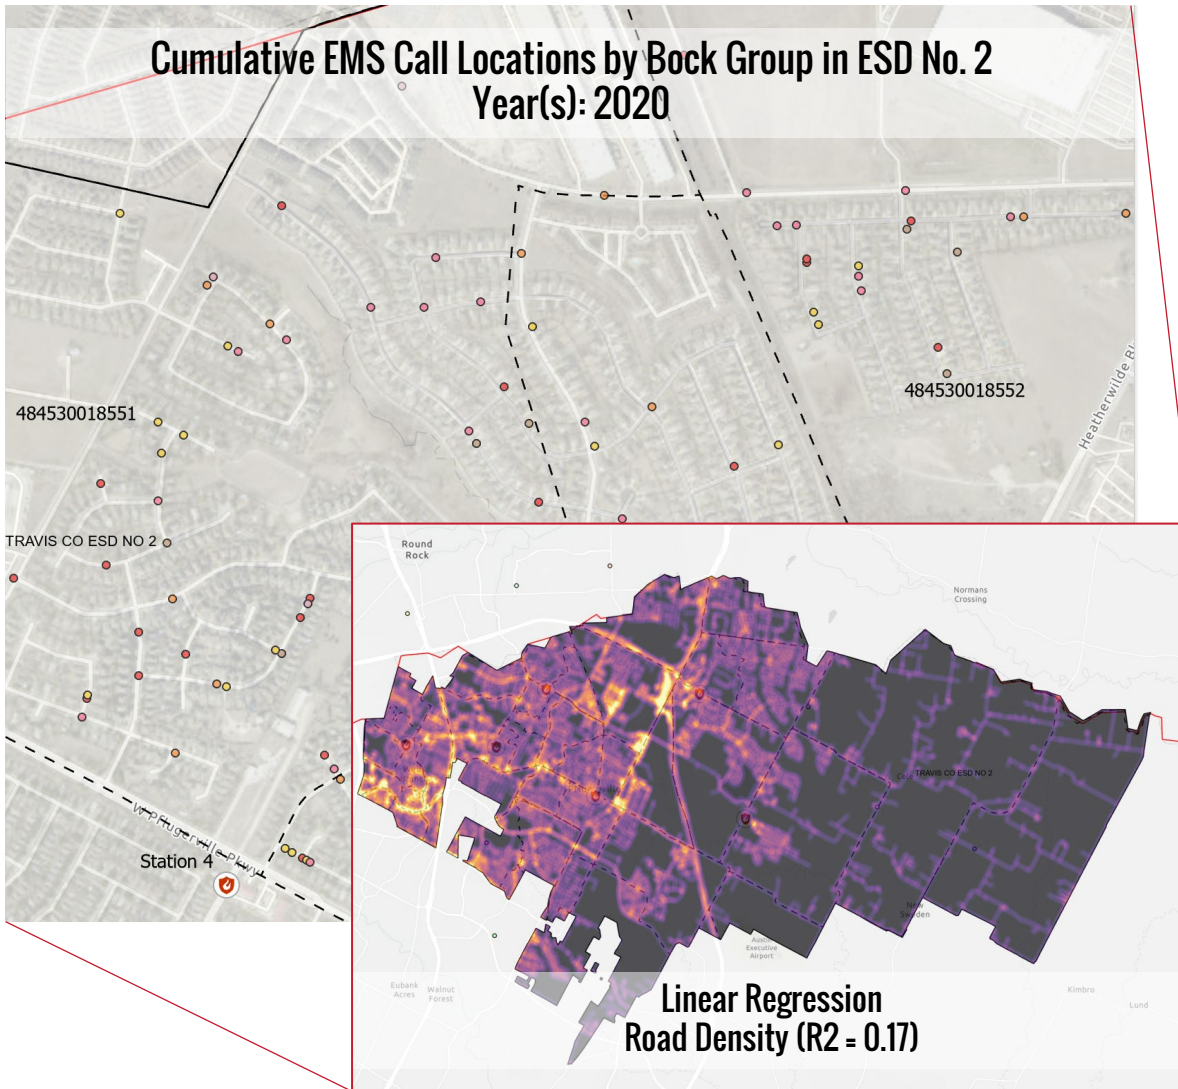 Cumulative EMS Call Locations by Bock Group in ESD No. 2
Year(s): 2020
484530018551
484530018552
Heatherwilde Bl
TRAVIS CO ESD NO 2
W Pflugerville Pkwy
Station 4
Round
Rock
Normans
Crossing
TRAVIS CO ESD NO 2
New
Sweden
Austin
Executive
Airport
Eubank
Acres
Walnut
Forest
Kimbro
Lund
Linear Regression
Road Density (R2 = 0.17)